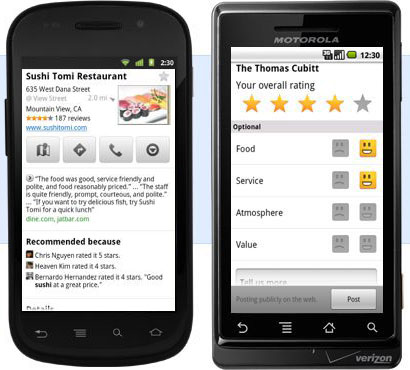 2:30
Sushi Tomi Restaurant
635 West Dana Street
@ View Street 2.0 mi
Mountain View, CA
187 reviews
www.sushitomi.com
"The food was good, service friendly and
polite, and food reasonably priced." ... "The staff
is quite friendly, prompt, courteous, and polite."
... "If you want to try delicious fish, try Sushi
Tomi for a quick lunch"
dine.com, jatbar.com
Recommended because
Chris Nguyen rated it 5 stars.
Heaven Kim rated it 4 stars.
Bernardo Hernandez rated it 4 stars. "Good
sushi at a great price."
Details
MOTOROLA
12:30
The Thomas Cubitt
Your overall rating
Optional
Food
Service
Atmosphere
Value
Tell us more
Posting publicly on the web.
Post
verizon